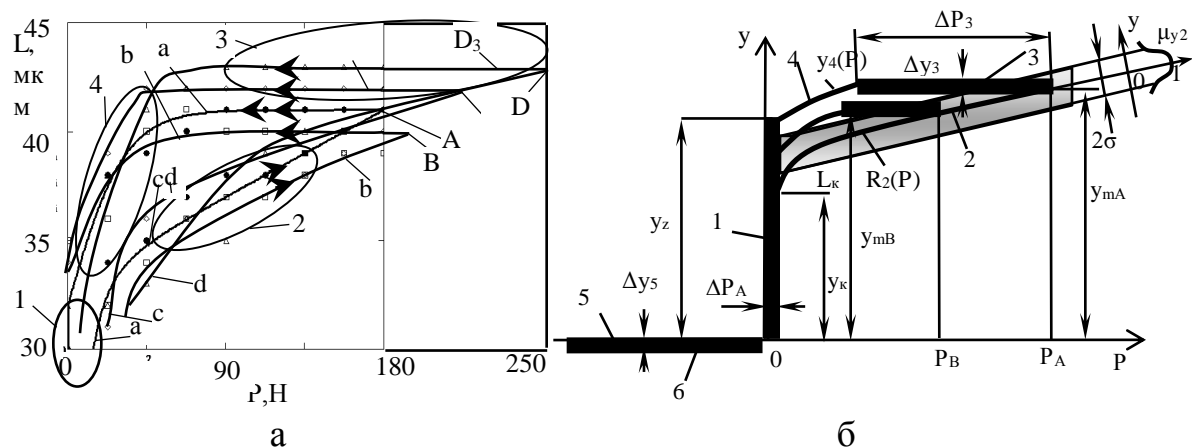 45
L,
мк
м
40
35
30
0
90
180
250
P,H
b
a
3
4
D₃
D
A
B
b
cd
2
d
c
a
1
а
y
ΔP₃
y
μy2
4
y₄(P)
Δy₃
3
0
1
2
2σ
R₂(P)
Lк
yz
1
yк
ymB
ymA
Δy₅
ΔPA
5
6
0
PB
PA
P
б